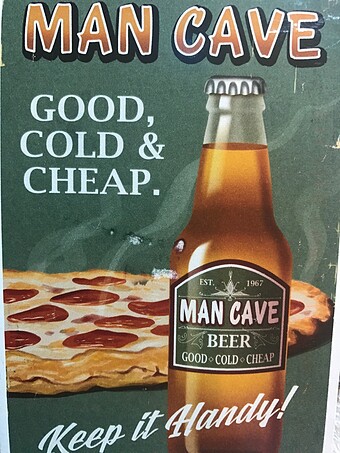 MAN CAVE
GOOD,
COLD &
CHEAP.
EST. 1967
MAN CAVE
BEER
GOOD ◦ COLD ◦ CHEAP
Keep it Handy!